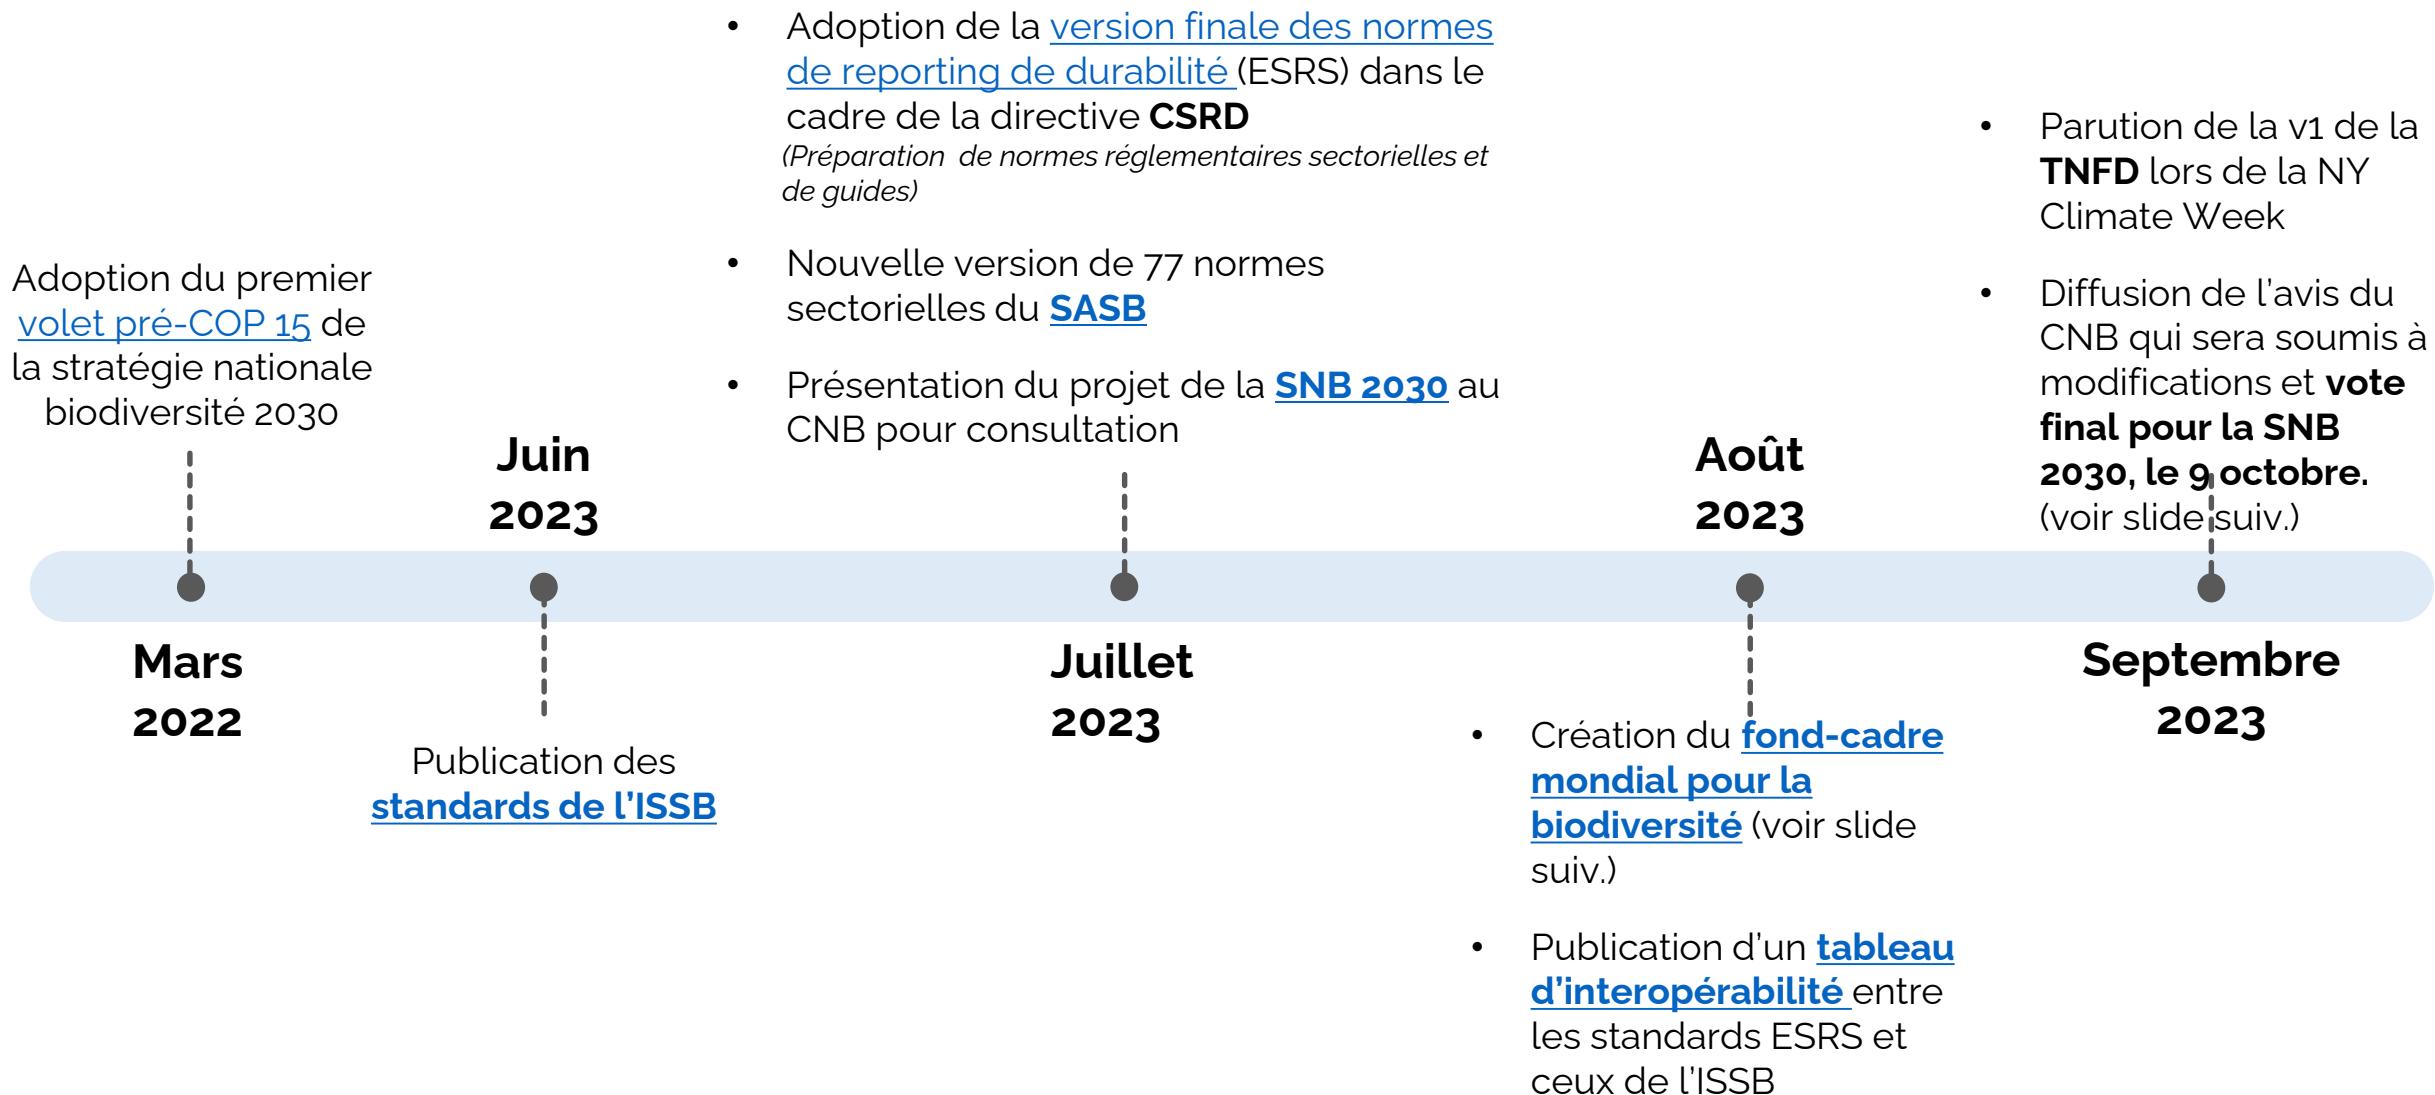 Adoption du premier
volet pré-COP 15 de
la stratégie nationale
biodiversité 2030
Mars
2022
Juin
2023
Publication des
standards de l’ISSB
• Adoption de la version finale des normes
de reporting de durabilité (ESRS) dans le
cadre de la directive CSRD
(Préparation de normes réglementaires sectorielles et
de guides)
• Nouvelle version de 77 normes
sectorielles du SASB
• Présentation du projet de la SNB 2030 au
CNB pour consultation
Juillet
2023
Août
2023
• Création du fond-cadre
mondial pour la
biodiversité (voir slide
suiv.)
• Publication d’un tableau
d’interopérabilité entre
les standards ESRS et
ceux de l’ISSB
• Parution de la v1 de la
TNFD lors de la NY
Climate Week
• Diffusion de l’avis du
CNB qui sera soumis à
modifications et vote
final pour la SNB
2030, le 9 octobre.
(voir slide suiv.)
Septembre
2023